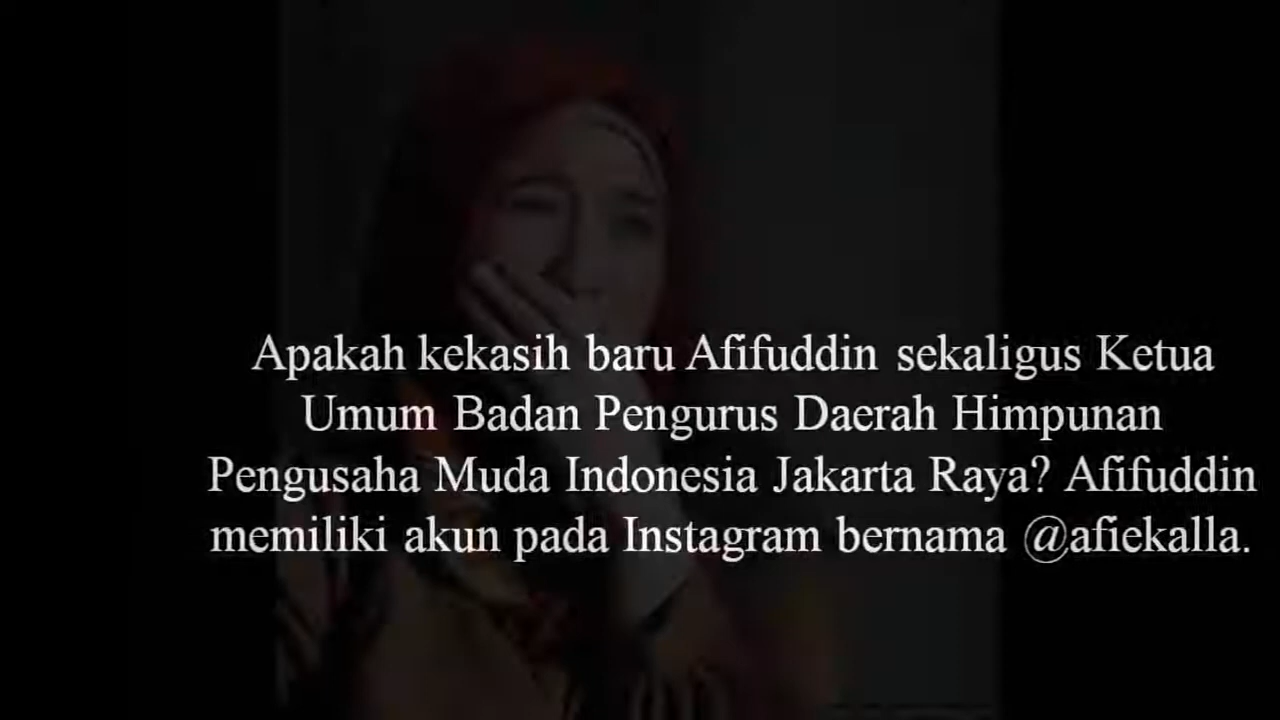 Apakah kekasih baru Afifuddin sekaligus Ketua
Umum Badan Pengurus Daerah Himpunan
Pengusaha Muda Indonesia Jakarta Raya? Afifuddin
memiliki akun pada Instagram bernama @afiekalla.